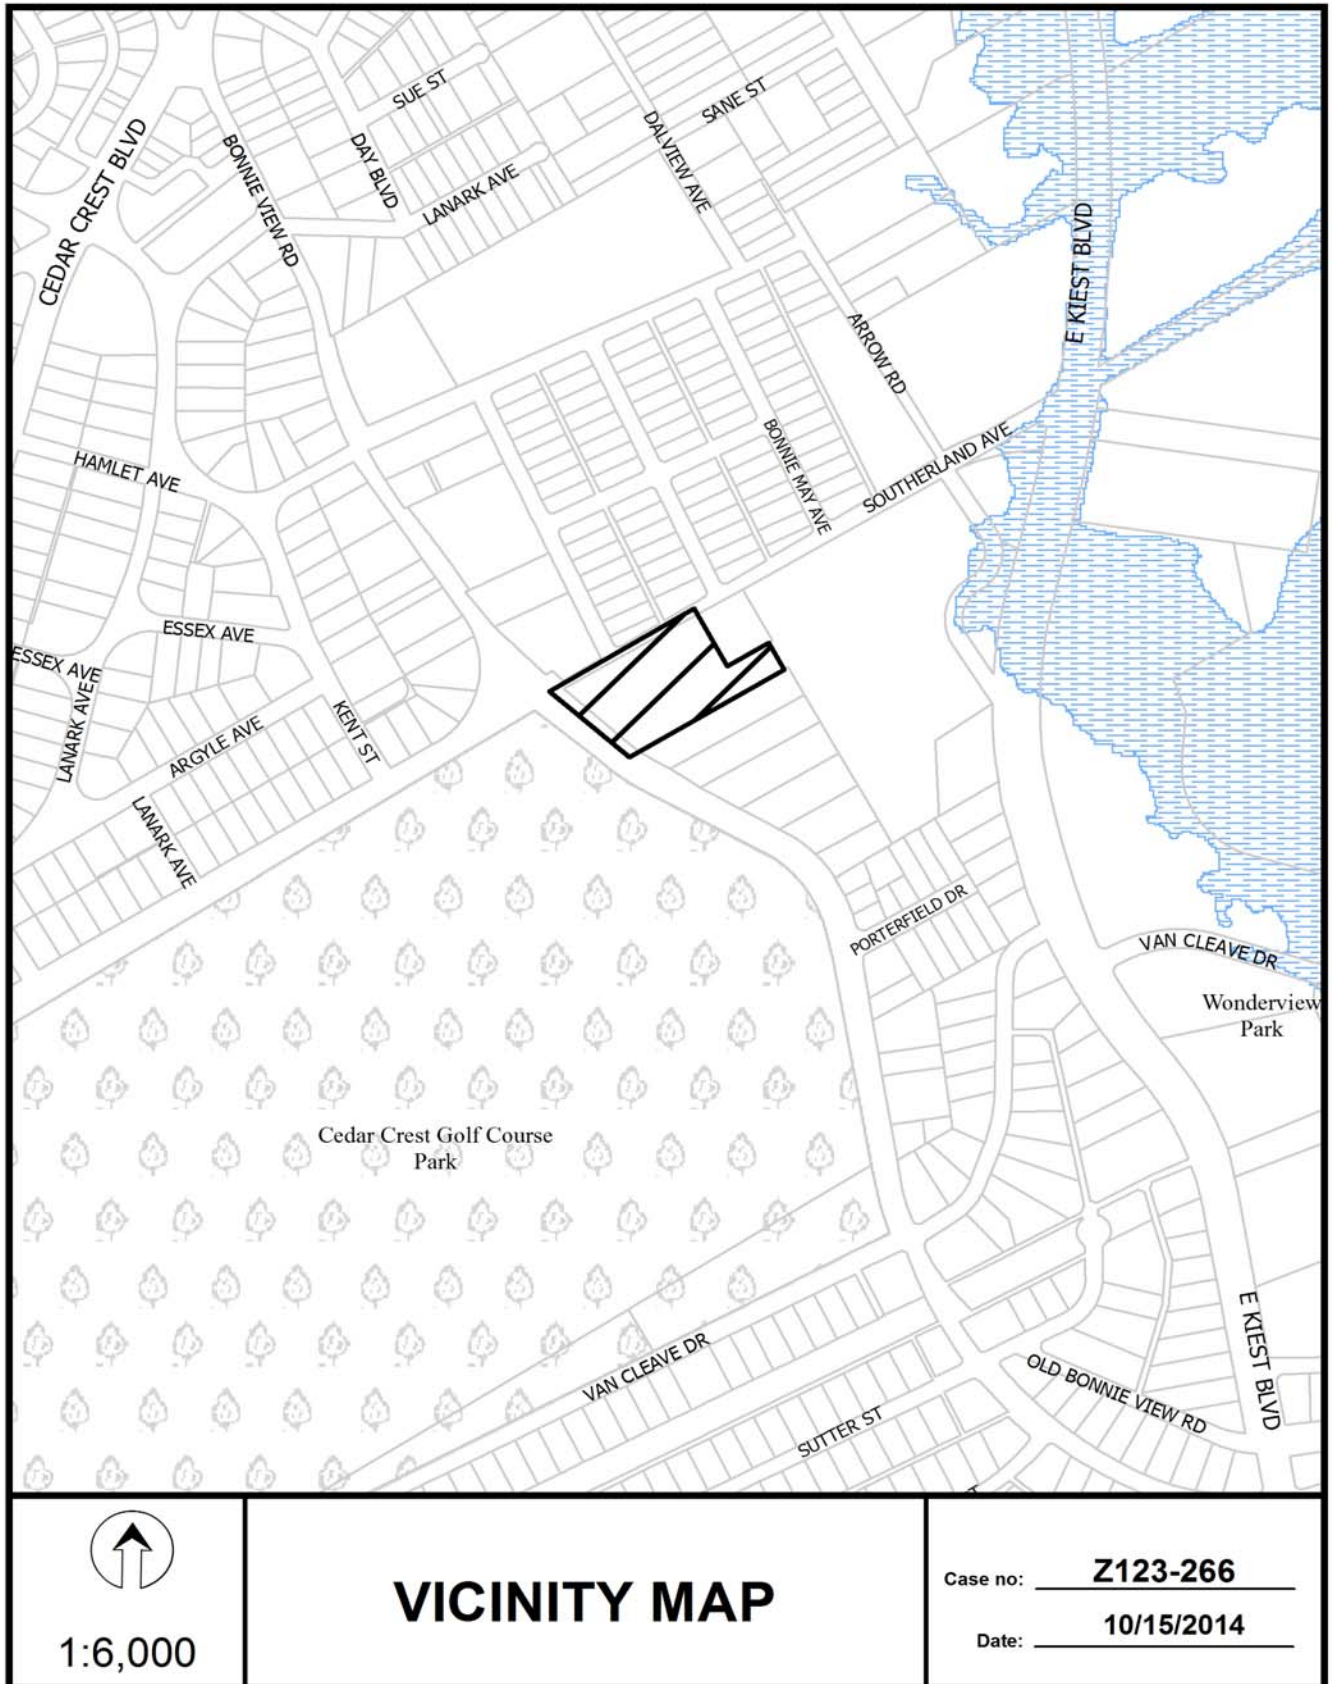 SUE ST
SANE ST
CEDAR CREST BLVD
BONNIE VIEW RD
DAY BLVD
DALVIEW AVE
LANARK AVE
E KIEST BLVD
ARROW RD
HAMLET AVE
BONNIE MAY AVE
SOUTHERLAND AVE
ESSEX AVE
ESSEX AVE
LANARK AVE
KENT ST
ARGYLE AVE
LANARK AVE
PORTERFIELD DR
VAN CLEAVE DR
Wonderview
Park
Cedar Crest Golf Course
Park
E KIEST BLVD
VAN CLEAVE DR
OLD BONNIE VIEW RD
SUTTER ST
1:6,000
VICINITY MAP
Case no: Z123-266
Date: 10/15/2014